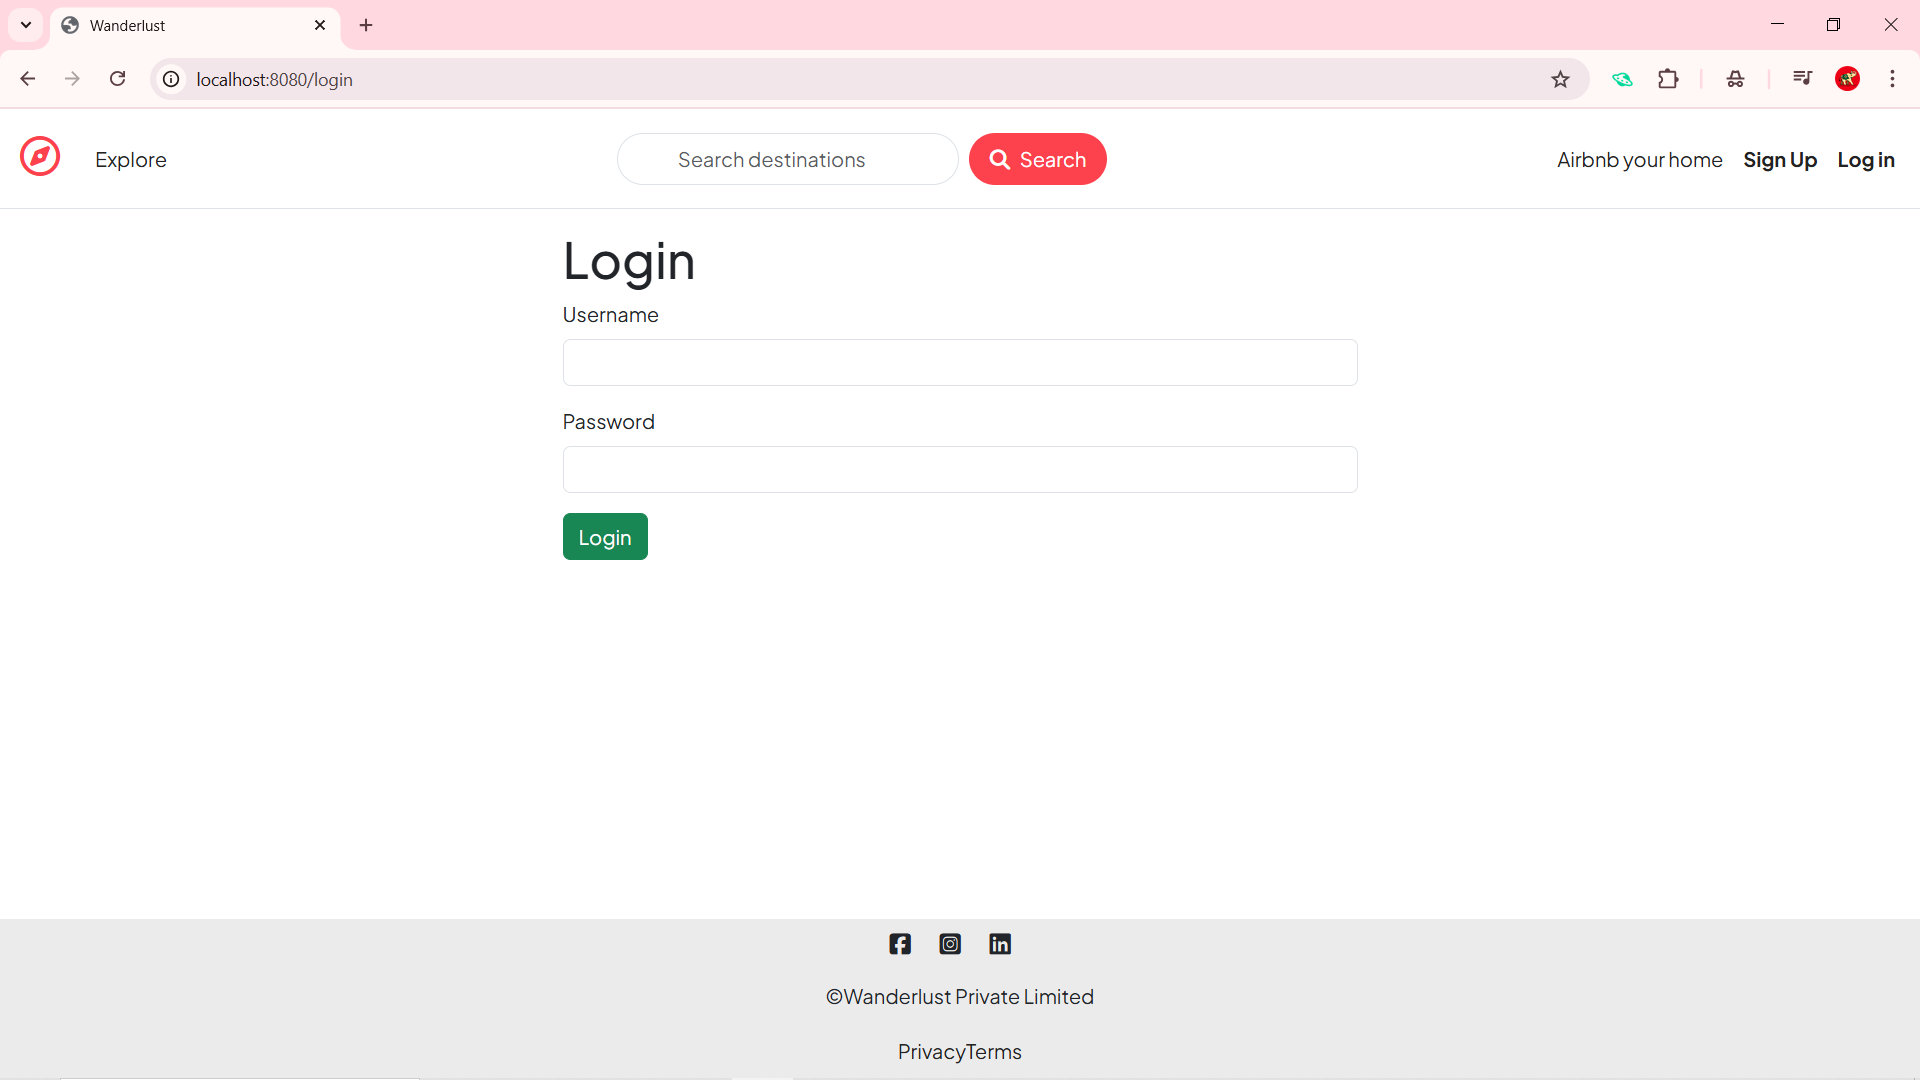 Wanderlust
localhost:8080/login
Explore
Search destinations
Search
Airbnb your home
Sign Up
Log in
Login
Username
Password
Login
©Wanderlust Private Limited
PrivacyTerms